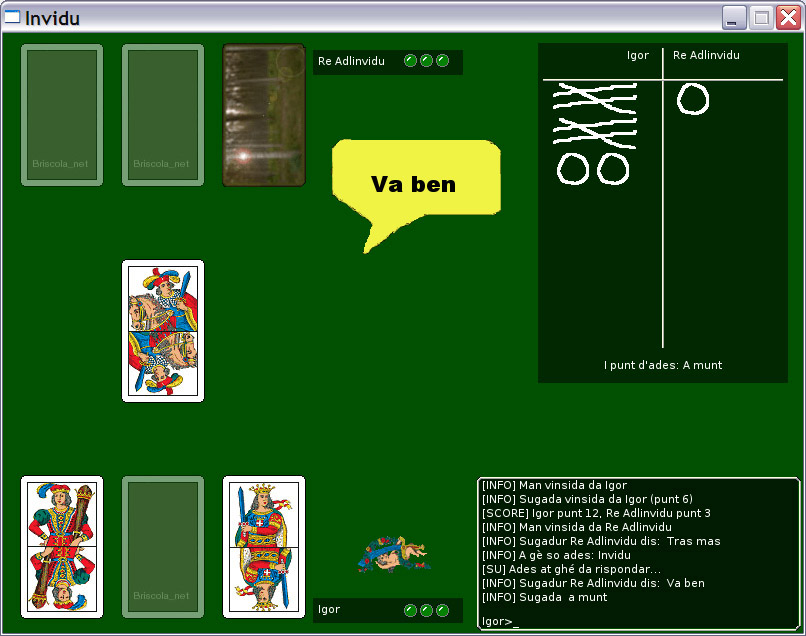 Invidu
Re Adlinvidu
Igor Re Adlinvidu
Briscola_net Briscola_net
Va ben
I punt d'ades: A munt
[INFO] Man vinsida da Igor
[INFO] Sugada vinsida da Igor (punt 6)
[SCORE] Igor punt 12, Re Adlinvidu punt 3
[INFO] Man vinsida da Re Adlinvidu
[INFO] Sugadur Re Adlinvidu dis:  Tras mas
[INFO] A gè so ades: Invidu
[SU] Ades at ghé da rispondar...
[INFO] Sugadur Re Adlinvidu dis:  Va ben
[INFO] Sugada  a munt
Briscola_net
Igor
Igor>_